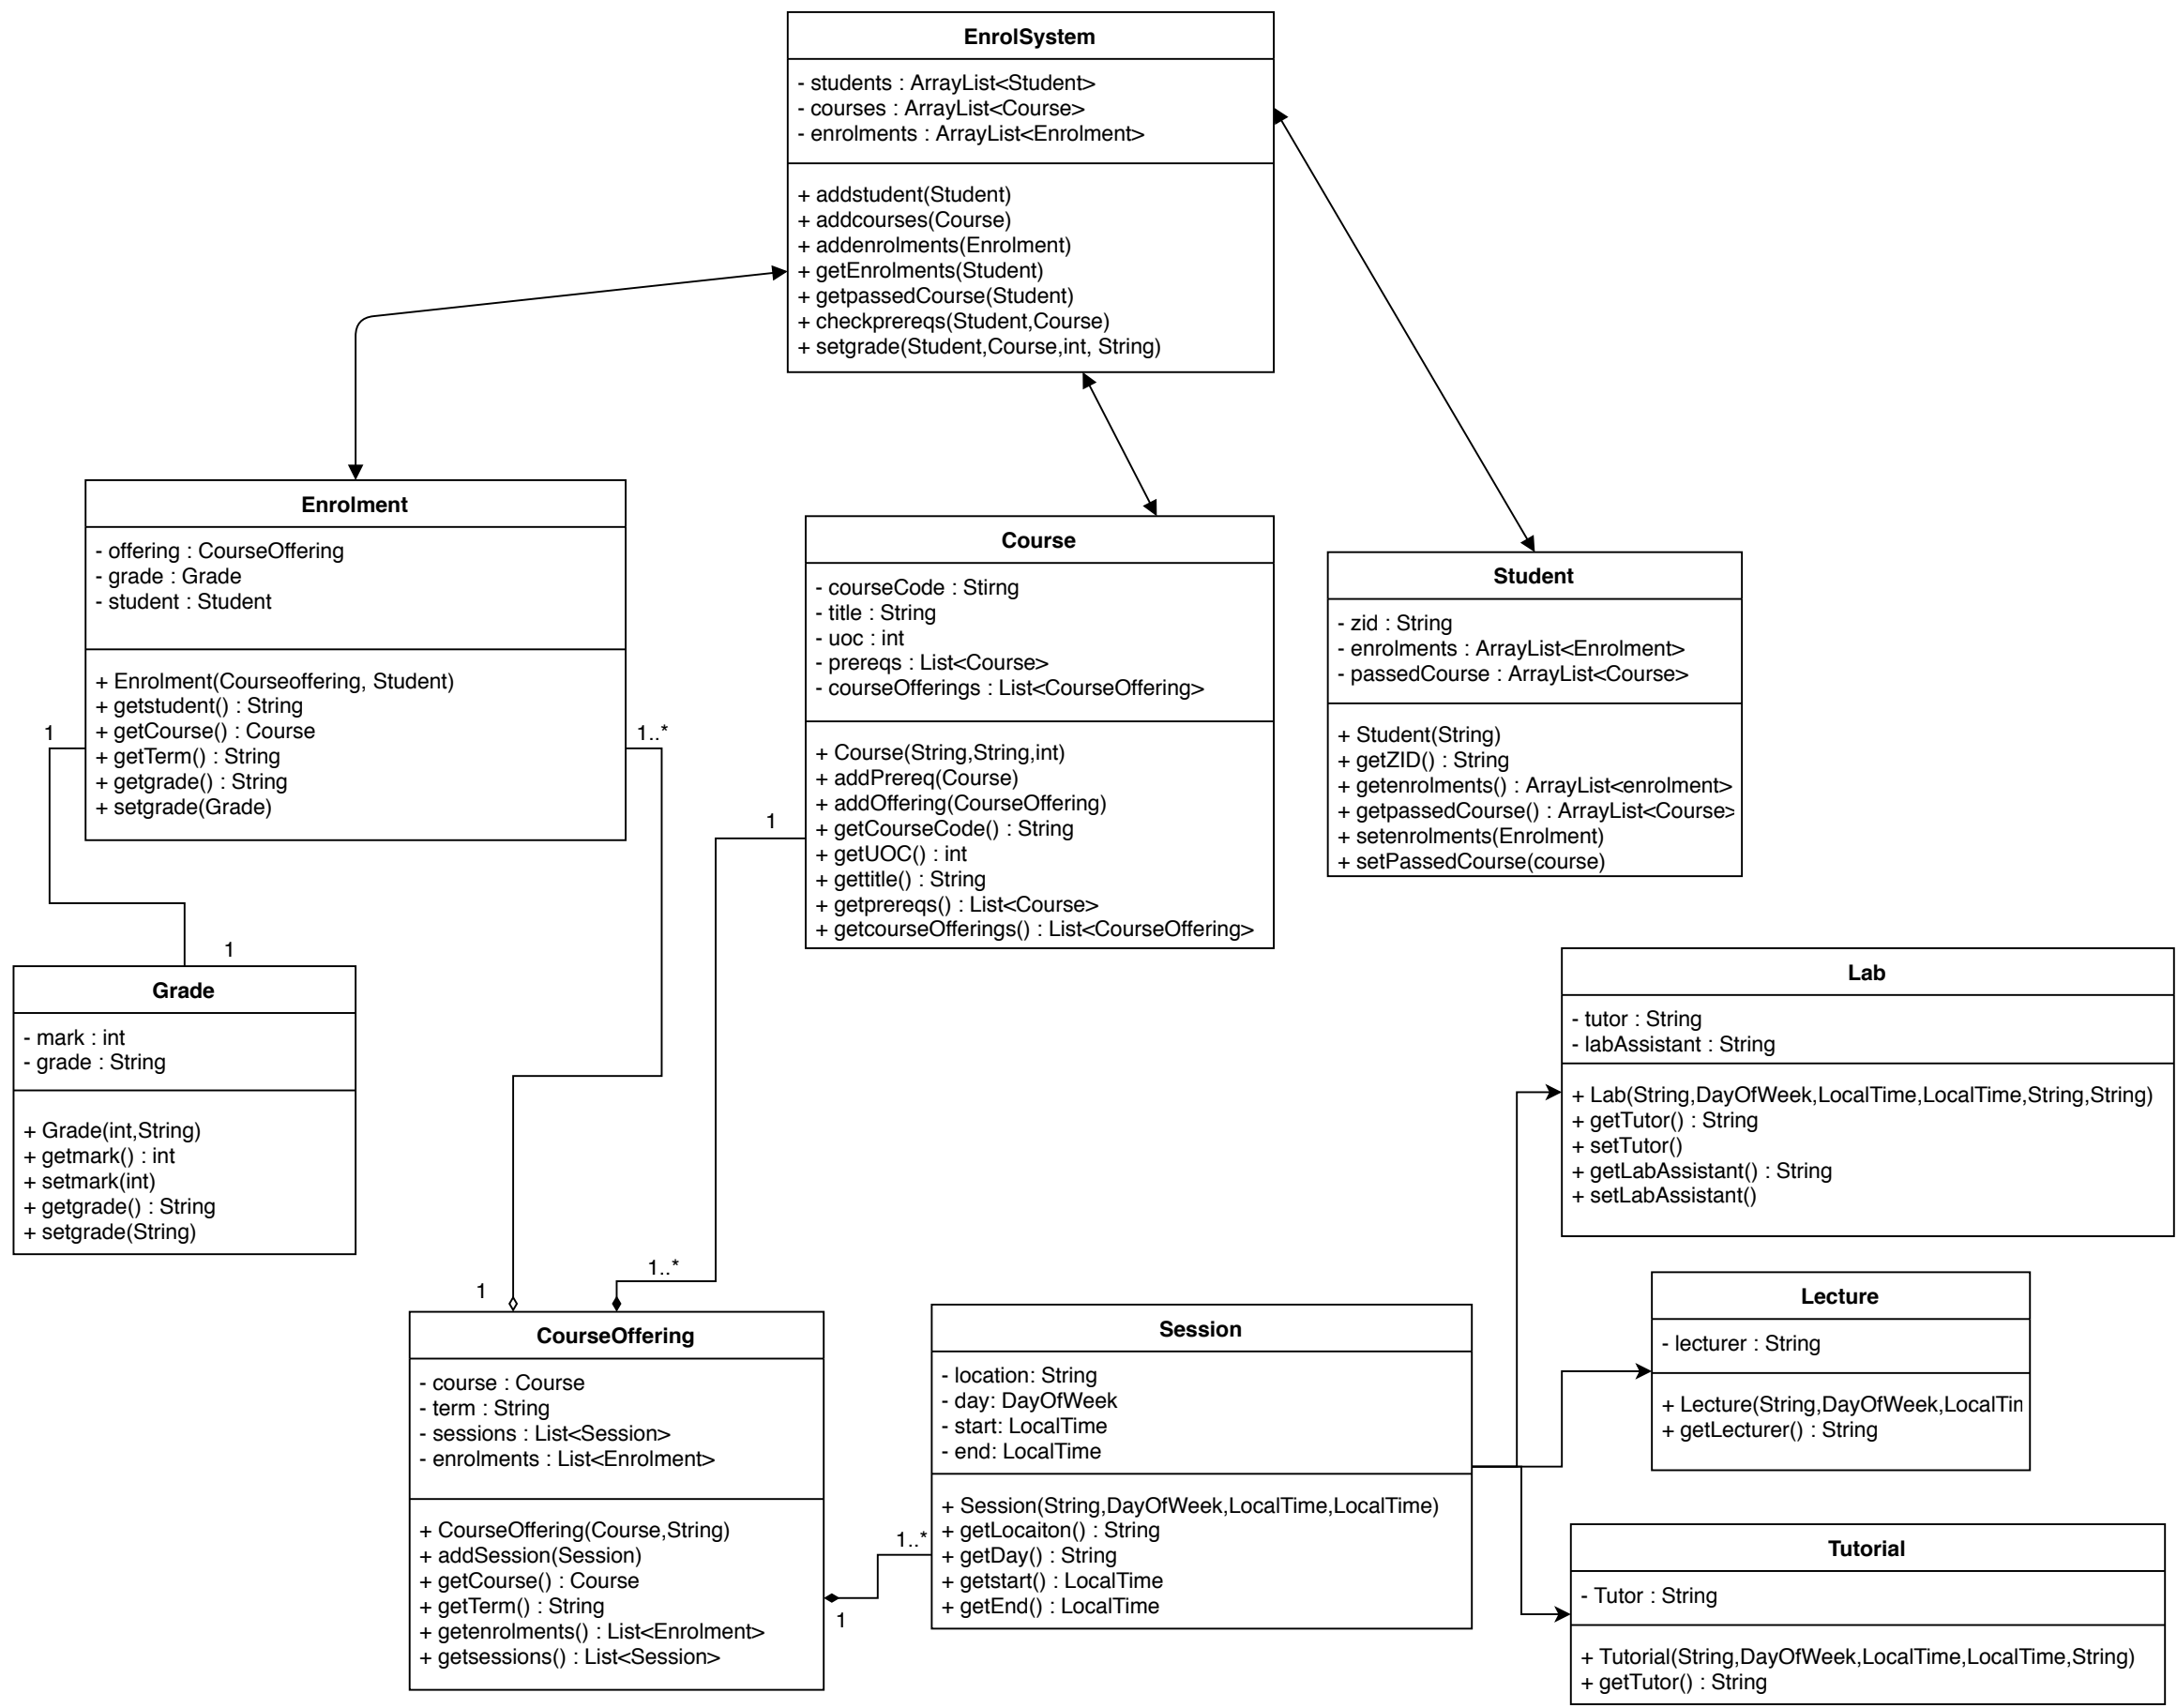 EnrolSystem
- students : ArrayList<Student>
- courses : ArrayList<Course>
- enrolments : ArrayList<Enrolment>
+ addstudent(Student)
+ addcourses(Course)
+ addenrolments(Enrolment)
+ getEnrolments(Student)
+ getpassedCourse(Student)
+ checkprereqs(Student,Course)
+ setgrade(Student,Course,int, String)
Enrolment
- offering : CourseOffering
- grade : Grade
- student : Student
+ Enrolment(Courseoffering, Student)
+ getstudent() : String
+ getCourse() : Course
+ getTerm() : String
+ getgrade() : String
+ setgrade(Grade)
1
1..*
Course
- courseCode : Stirng
- title : String
- uoc : int
- prereqs : List<Course>
- courseOfferings : List<CourseOffering>
+ Course(String,String,int)
+ addPrereq(Course)
+ addOffering(CourseOffering)
+ getCourseCode() : String
+ getUOC() : int
+ gettitle() : String
+ getprereqs() : List<Course>
+ getcourseOfferings() : List<CourseOffering>
1
Student
- zid : String
- enrolments : ArrayList<Enrolment>
- passedCourse : ArrayList<Course>
+ Student(String)
+ getZID() : String
+ getenrolments() : ArrayList<enrolment>
+ getpassedCourse() : ArrayList<Course>
+ setenrolments(Enrolment)
+ setPassedCourse(course)
1
Grade
- mark : int
- grade : String
+ Grade(int,String)
+ getmark() : int
+ setmark(int)
+ getgrade() : String
+ setgrade(String)
Lab
- tutor : String
- labAssistant : String
+ Lab(String,DayOfWeek,LocalTime,LocalTime,String,String)
+ getTutor() : String
+ setTutor()
+ getLabAssistant() : String
+ setLabAssistant()
1
1..*
CourseOffering
- course : Course
- term : String
- sessions : List<Session>
- enrolments : List<Enrolment>
+ CourseOffering(Course,String)
+ addSession(Session)
+ getCourse() : Course
+ getTerm() : String
+ getenrolments() : List<Enrolment>
+ getsessions() : List<Session>
1..*
1
Session
- location: String
- day: DayOfWeek
- start: LocalTime
- end: LocalTime
+ Session(String,DayOfWeek,LocalTime,LocalTime)
+ getLocaiton() : String
+ getDay() : String
+ getstart() : LocalTime
+ getEnd() : LocalTime
Lecture
- lecturer : String
+ Lecture(String,DayOfWeek,LocalTin
+ getLecturer() : String
Tutorial
- Tutor : String
+ Tutorial(String,DayOfWeek,LocalTime,LocalTime,String)
+ getTutor() : String